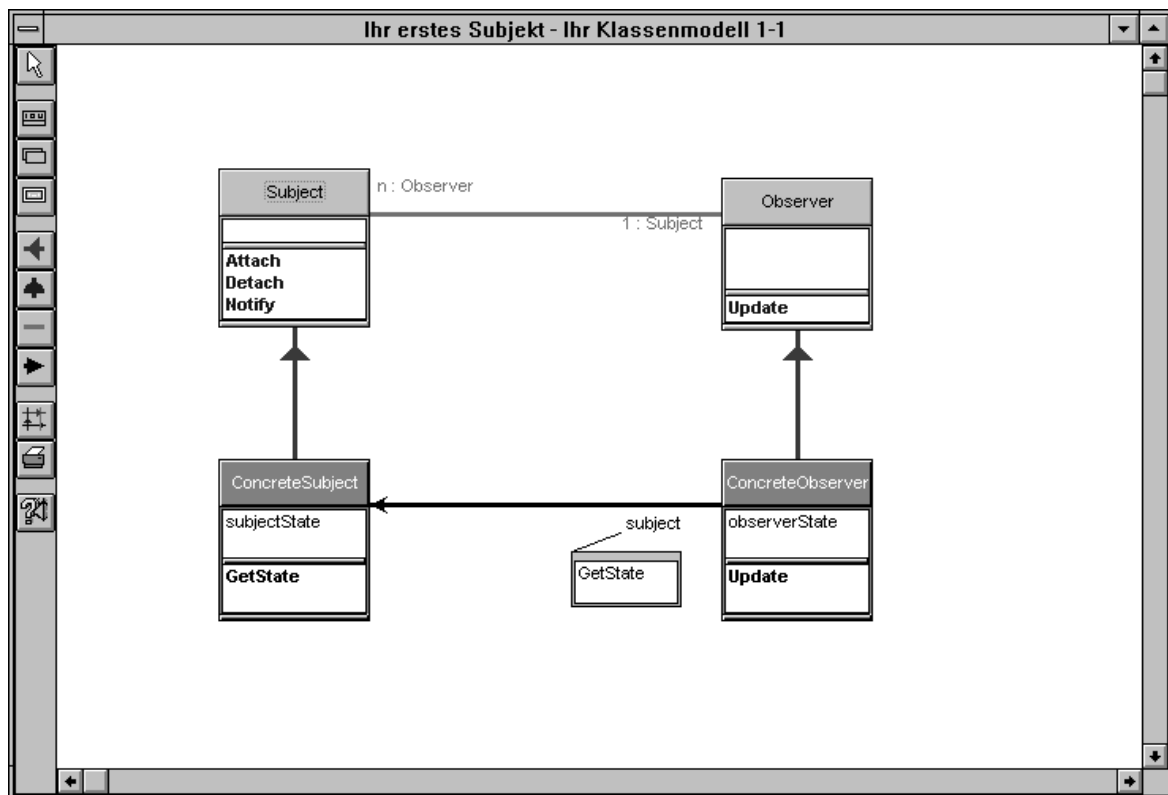 Ihr erstes Subjekt - Ihr Klassenmodell 1-1
Subject
n : Observer
1 : Subject
Observer
Attach
Detach
Notify
Update
ConcreteSubject
subjectState
GetState
subject
GetState
ConcreteObserver
observerState
Update